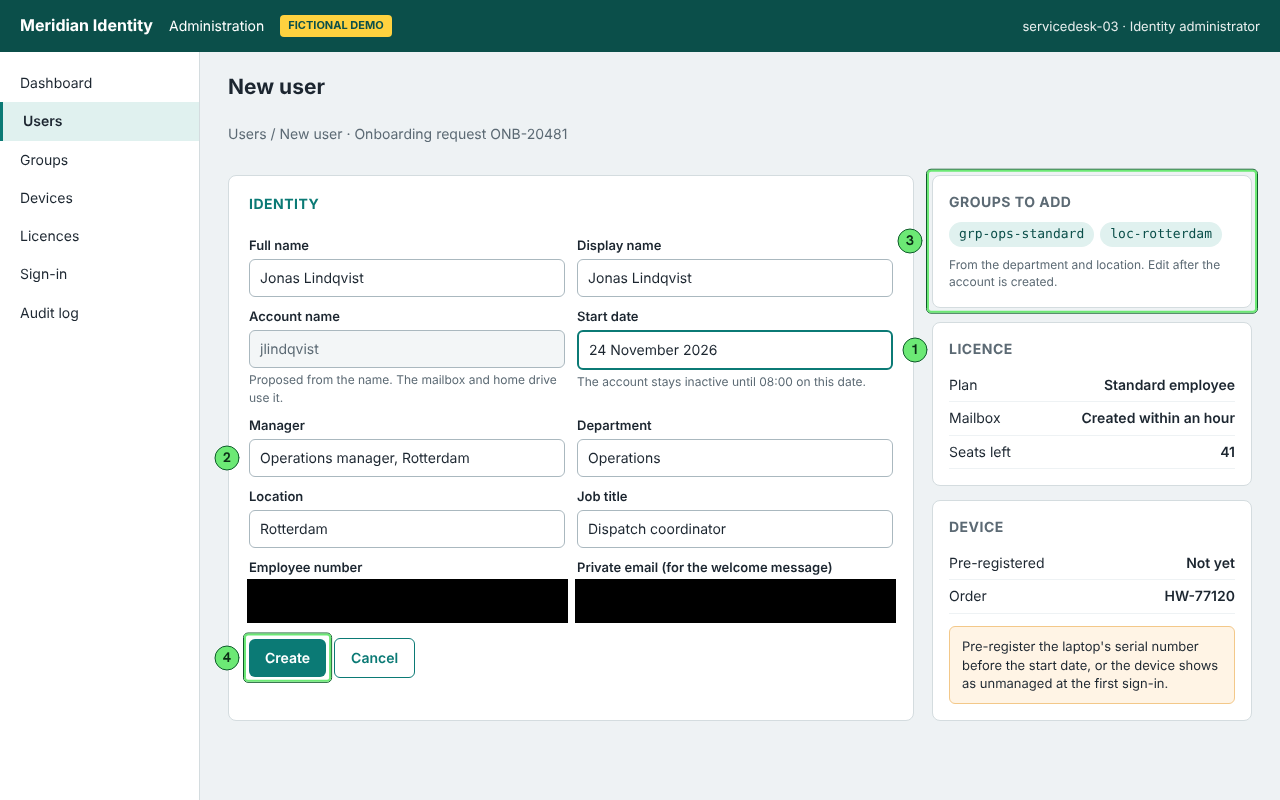 Meridian Identity Administration FICTIONAL DEMO servicedesk-03 · Identity administrator
Dashboard
Users
Groups
Devices
Licences
Sign-in
Audit log
New user
Users / New user · Onboarding request ONB-20481
IDENTITY
Full name
Jonas Lindqvist
Display name
Jonas Lindqvist
Account name
jlindqvist
Proposed from the name. The mailbox and home drive
use it.
Start date
24 November 2026
1
The account stays inactive until 08:00 on this date.
Manager
2
Operations manager, Rotterdam
Department
Operations
Location
Rotterdam
Job title
Dispatch coordinator
Employee number
Private email (for the welcome message)
4
Create
Cancel
3
GROUPS TO ADD
grp-ops-standard loc-rotterdam
From the department and location. Edit after the
account is created.
LICENCE
Plan Standard employee
Mailbox Created within an hour
Seats left 41
DEVICE
Pre-registered Not yet
Order HW-77120
Pre-register the laptop's serial number
before the start date, or the device shows
as unmanaged at the first sign-in.